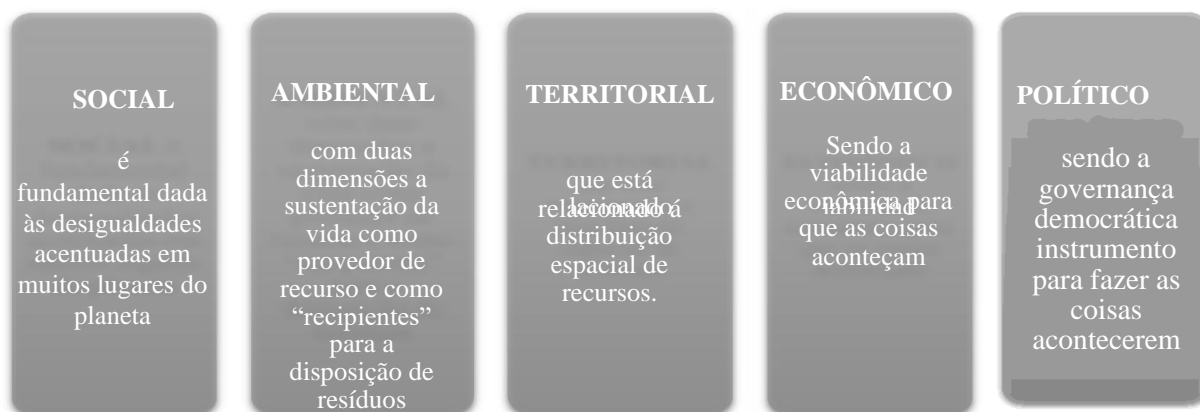 SOCIAL
é
fundamental dada
às desigualdades
acentuadas em
muitos lugares do
planeta
AMBIENTAL
com duas
dimensões a
sustentação da
vida como
provedor de
recurso e como
“recipientes”
para a
disposição de
resíduos
TERRITORIAL
que está
relacionado á
distribuição
espacial de
recursos.
ECONÔMICO
Sendo a
viabilidade
econômica para
que as coisas
aconteçam
POLÍTICO
sendo a
governança
democrática
instrumento
para fazer as
coisas
acontecerem